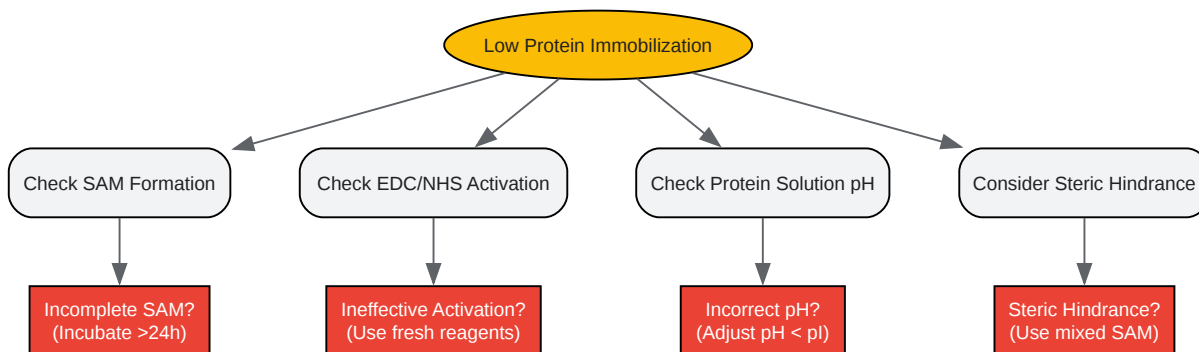 Low Protein Immobilization
Check SAM Formation
Check EDC/NHS Activation
Check Protein Solution pH
Consider Steric Hindrance
Incomplete SAM?
(Incubate >24h)
Ineffective Activation?
(Use fresh reagents)
Incorrect pH?
(Adjust pH < pI)
Steric Hindrance?
(Use mixed SAM)